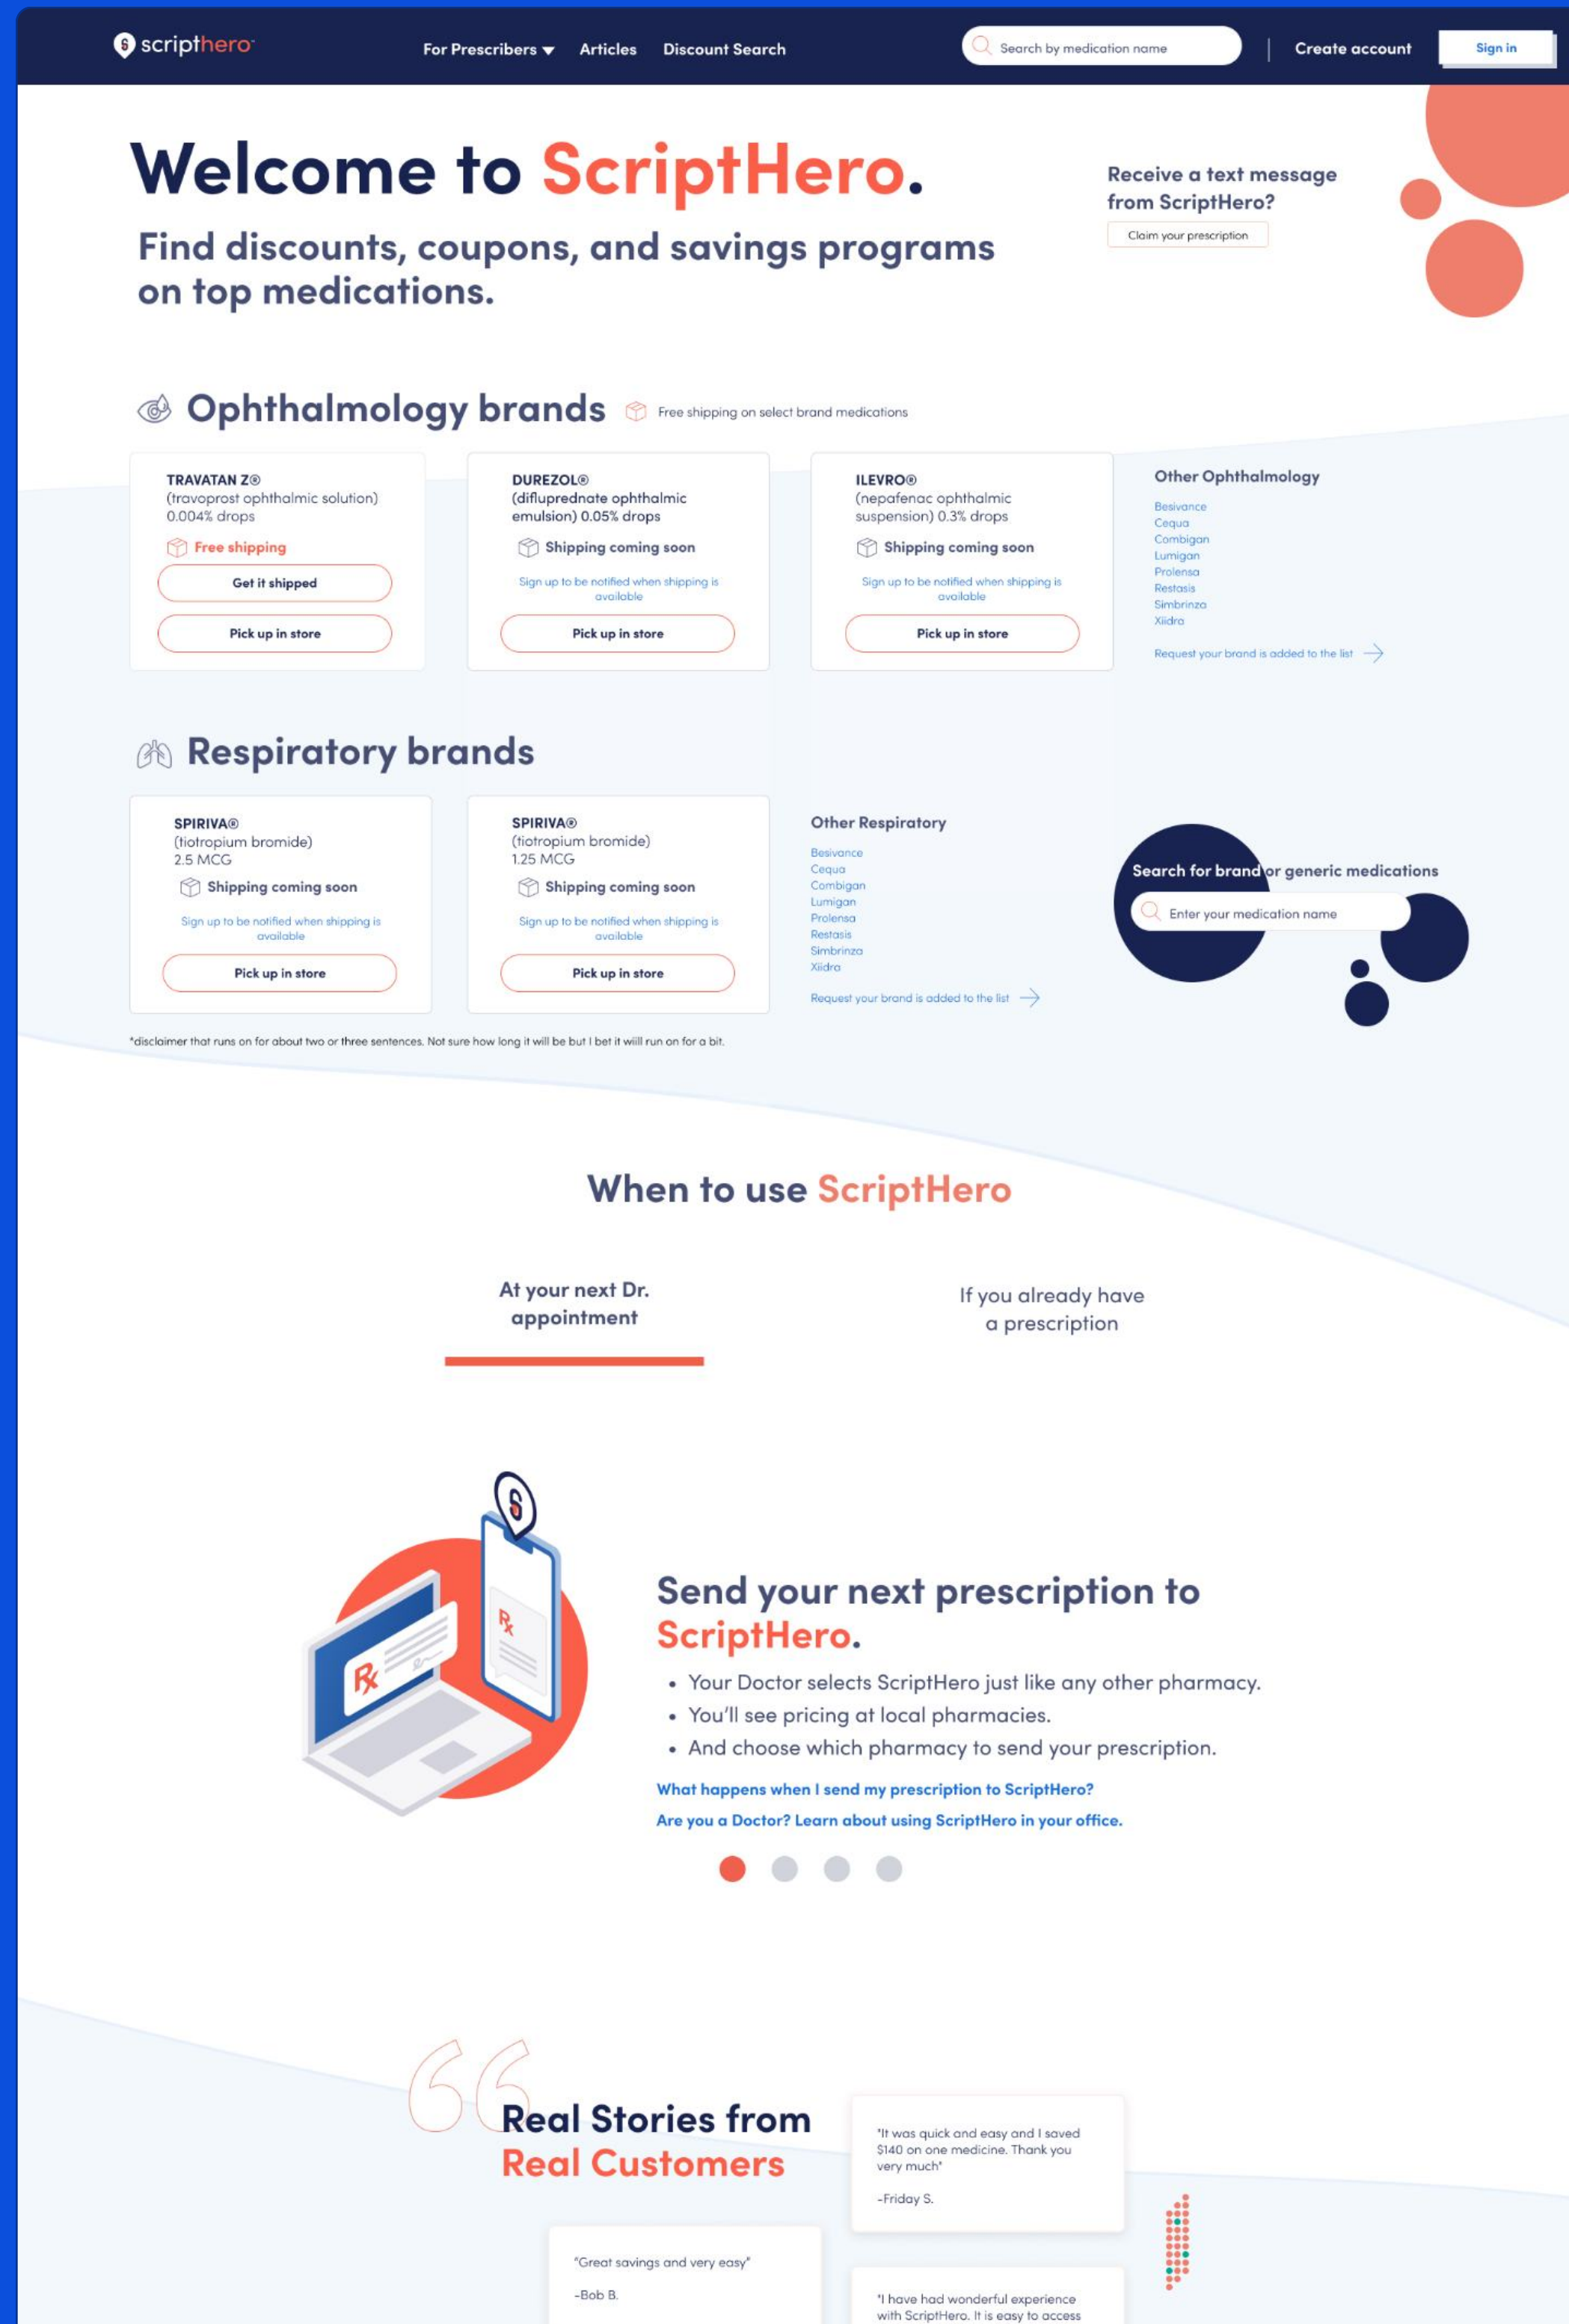 scripthero
For Prescribers
Articles
Discount Search
Search by medication name
Create account
Sign in
Welcome to ScriptHero.
Find discounts, coupons, and savings programs
on top medications.
Receive a text message
from ScriptHero?
Claim your prescription
Ophthalmology brands
Free shipping on select brand medications
TRAVATAN Z®
(travoprost ophthalmic solution)
0.004% drops
Free shipping
Get it shipped
Pick up in store
DUREZOL®
(difluprednate ophthalmic
emulsion) 0.05% drops
Shipping coming soon
Sign up to be notified when shipping is
available
Pick up in store
ILEVRO®
(nepafenac ophthalmic
suspension) 0.3% drops
Shipping coming soon
Sign up to be notified when shipping is
available
Pick up in store
Other Ophthalmology
Besivance
Cequa
Combigan
Lumigan
Prolensa
Restasis
Simbrinza
Xiidra
Request your brand is added to the list
Respiratory brands
SPIRIVA®
(tiotropium bromide)
2.5 MCG
Shipping coming soon
Sign up to be notified when shipping is
available
Pick up in store
SPIRIVA®
(tiotropium bromide)
1.25 MCG
Shipping coming soon
Sign up to be notified when shipping is
available
Pick up in store
Other Respiratory
Besivance
Cequa
Combigan
Lumigan
Prolensa
Restasis
Simbrinza
Xiidra
Request your brand is added to the list
Search for brand or generic medications
Enter your medication name
*disclaimer that runs on for about two or three sentences. Not sure how long it will be but I bet it wiill run on for a bit.
When to use ScriptHero
At your next Dr.
appointment
If you already have
a prescription
Rx
Rx
Send your next prescription to
ScriptHero.
• Your Doctor selects ScriptHero just like any other pharmacy.
• You'll see pricing at local pharmacies.
• And choose which pharmacy to send your prescription.
What happens when I send my prescription to ScriptHero?
Are you a Doctor? Learn about using ScriptHero in your office.
Real Stories from
Real Customers
"It was quick and easy and I saved
$140 on one medicine. Thank you
very much"
-Friday S.
"Great savings and very easy"
-Bob B.
"I have had wonderful experience
with ScriptHero. It is easy to access